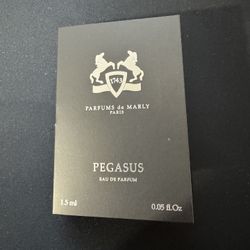 1743
PARFUMS de MARLY
PARIS
PEGASUS
EAU DE PARFUM
1.5 ml 0.05 fl.Oz